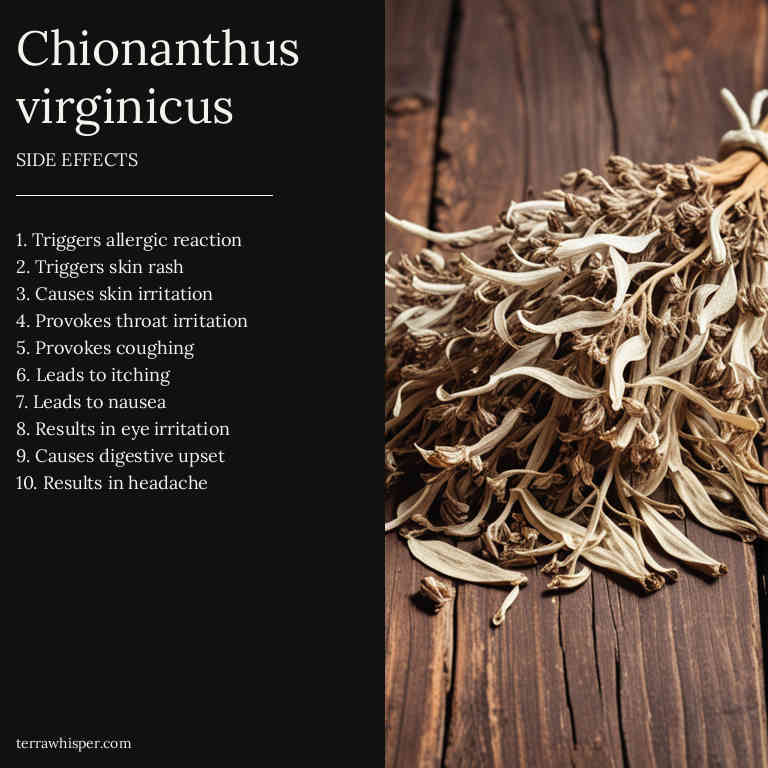 Chionanthus
virginicus
SIDE EFFECTS
1. Triggers allergic reaction
2. Triggers skin rash
3. Causes skin irritation
4. Provokes throat irritation
5. Provokes coughing
6. Leads to itching
7. Leads to nausea
8. Results in eye irritation
9. Causes digestive upset
10. Results in headache
terrawhisper.com